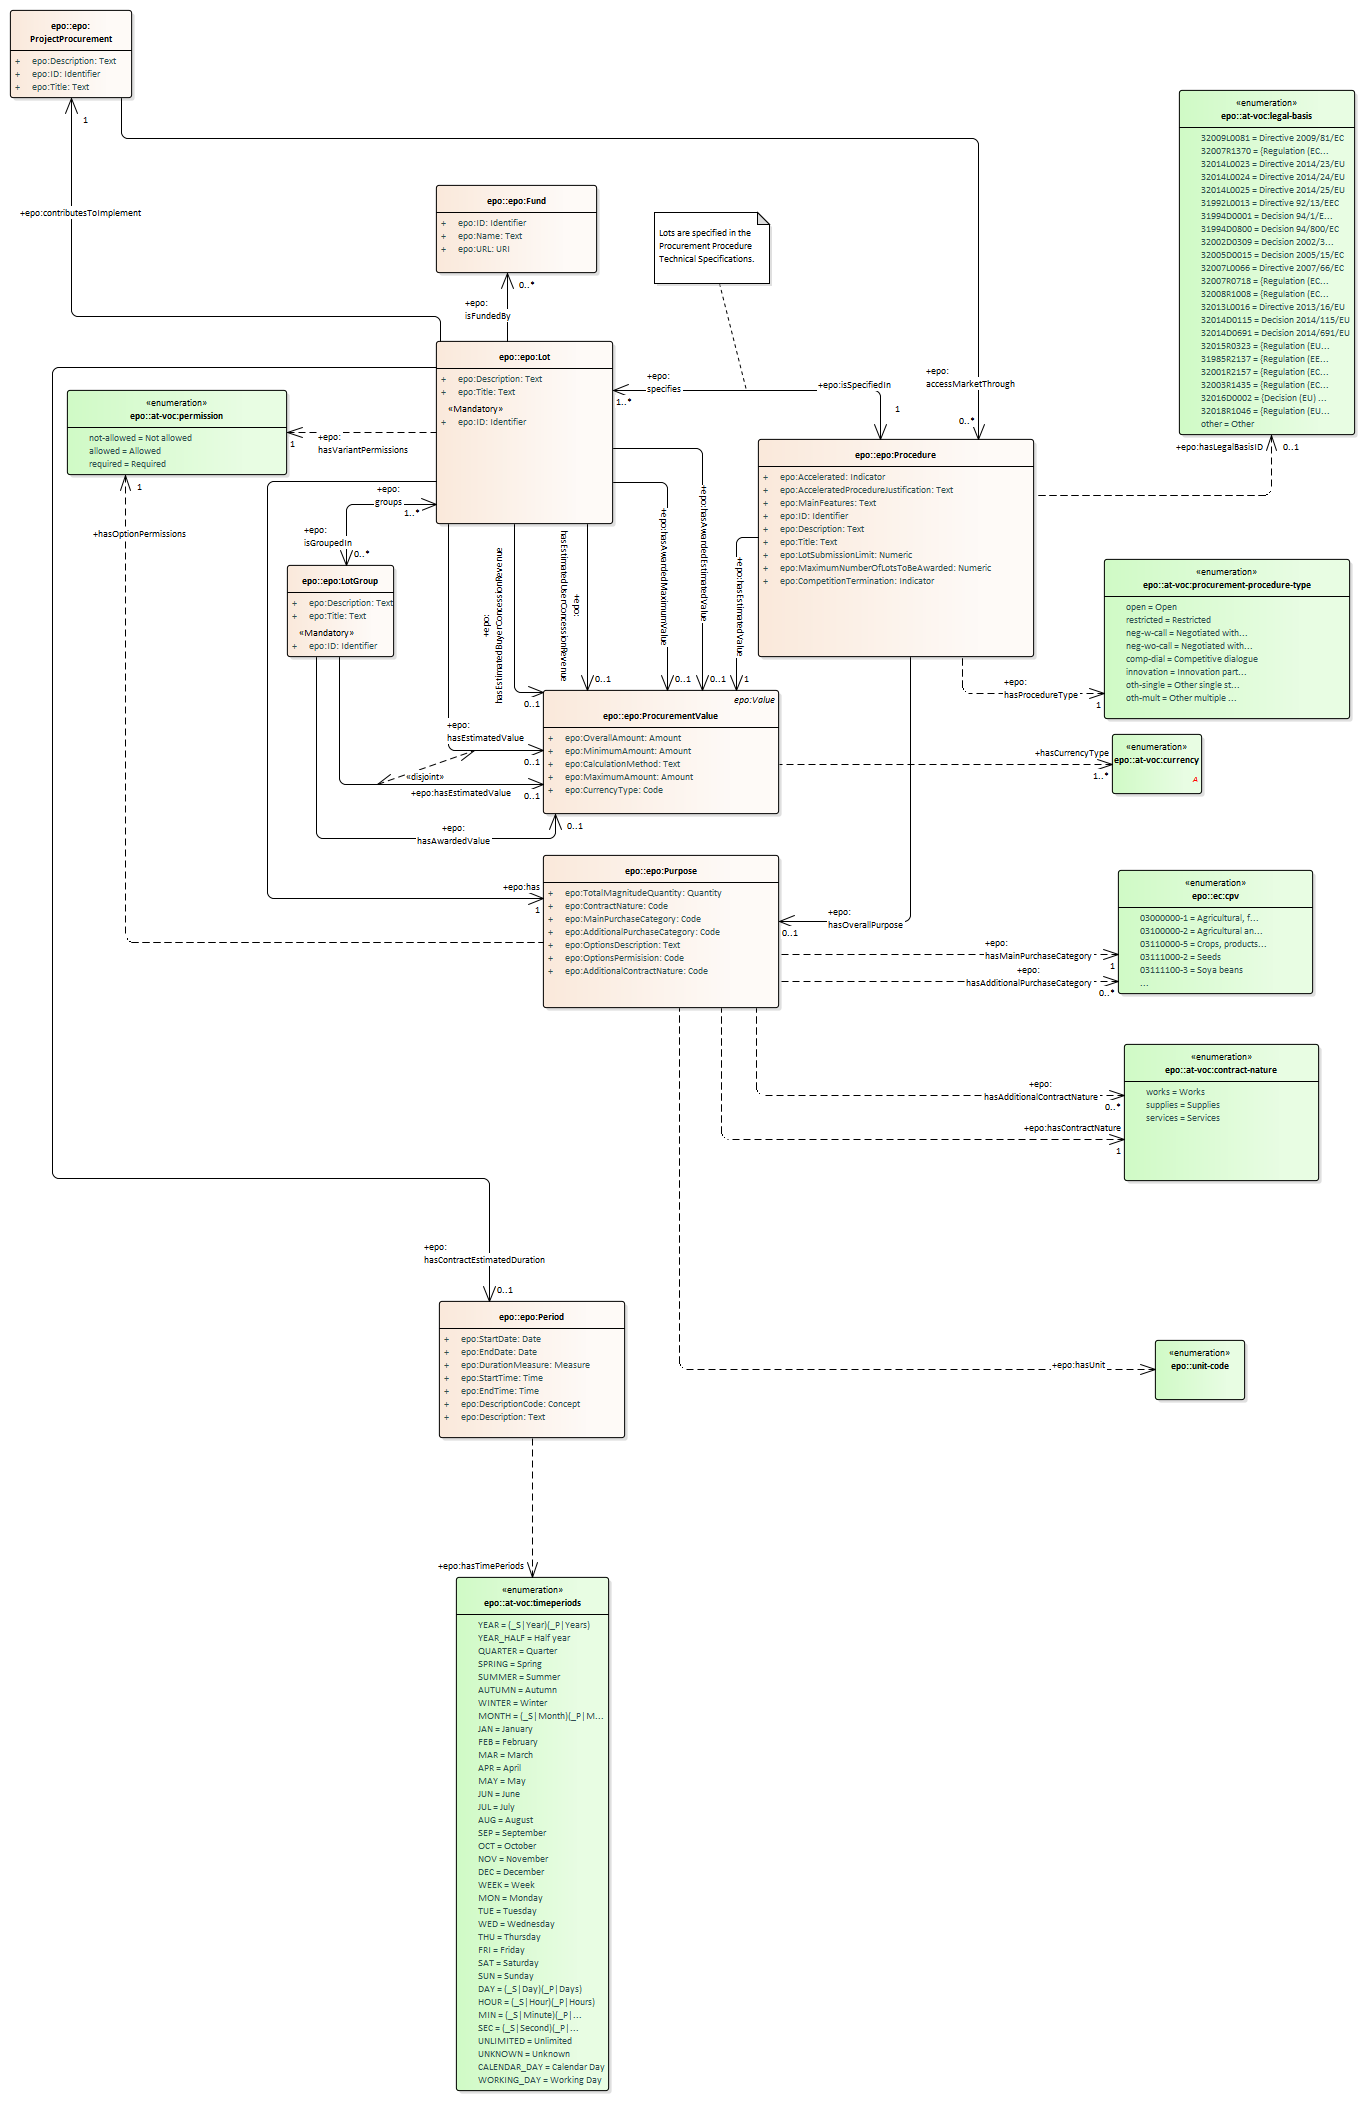 epo::epo:
ProjectProcurement
+ epo:Description: Text
+ epo:ID: Identifier
+ epo:Title: Text
1
+epo:contributesToImplement
epo::epo:Fund
+ epo:ID: Identifier
+ epo:Name: Text
+ epo:URL: URI
0..*
+epo:
isFundedBy
Lots are specified in the
Procurement Procedure
Technical Specifications.
«enumeration»
epo::at-voc:legal-basis
32009L0081 = Directive 2009/81/EC
32007R1370 = {Regulation (EC...
32014L0023 = Directive 2014/23/EU
32014L0024 = Directive 2014/24/EU
32014L0025 = Directive 2014/25/EU
31992L0013 = Directive 92/13/EEC
31994D0001 = Decision 94/1/E...
31994D0800 = Decision 94/800/EC
32002D0309 = Decision 2002/3...
32005D0015 = Decision 2005/15/EC
32007L0066 = Directive 2007/66/EC
32007R0718 = {Regulation (EC...
32008R1008 = {Regulation (EC...
32013L0016 = Directive 2013/16/EU
32014D0115 = Decision 2014/115/EU
32014D0691 = Decision 2014/691/EU
32015R0323 = {Regulation (EU...
31985R2137 = {Regulation (EE...
32001R2157 = {Regulation (EC...
32003R1435 = {Regulation (EC...
32016D0002 = {Decision (EU) ...
32018R1046 = {Regulation (EU...
other = Other
+epo:hasLegalBasisID
0..1
epo::epo:Lot
+ epo:Description: Text
+ epo:Title: Text
«Mandatory»
+ epo:ID: Identifier
+epo:
specifies
1..*
+epo:isSpecifiedIn
1
+epo:
accessMarketThrough
0..*
«enumeration»
epo::at-voc:permission
not-allowed = Not allowed
allowed = Allowed
required = Required
1
+epo:
hasVariantPermissions
1
+hasOptionPermissions
+epo:
groups
1..*
+epo:
isGroupedIn
0..*
epo::epo:LotGroup
+ epo:Description: Text
+ epo:Title: Text
«Mandatory»
+ epo:ID: Identifier
epo::epo:Procedure
+ epo:Accelerated: Indicator
+ epo:AcceleratedProcedureJustification: Text
+ epo:MainFeatures: Text
+ epo:ID: Identifier
+ epo:Description: Text
+ epo:Title: Text
+ epo:LotSubmissionLimit: Numeric
+ epo:MaximumNumberOfLotsToBeAwarded: Numeric
+ epo:CompetitionTermination: Indicator
+epo:
hasEstimatedBuyerConcessionRevenue
0..1
+epo:
hasEstimatedUserConcessionRevenue
0..1
+epo:hasAwardedMaximumValue
0..1
+epo:hasAwardedEstimatedValue
0..1
+epo:hasEstimatedValue
1
«enumeration»
epo::at-voc:procurement-procedure-type
open = Open
restricted = Restricted
neg-w-call = Negotiated with...
neg-wo-call = Negotiated with...
comp-dial = Competitive dialogue
innovation = Innovation part...
oth-single = Other single st...
oth-mult = Other multiple ...
+epo:
hasProcedureType
1
epo:Value
epo::epo:ProcurementValue
+ epo:OverallAmount: Amount
+ epo:MinimumAmount: Amount
+ epo:CalculationMethod: Text
+ epo:MaximumAmount: Amount
+ epo:CurrencyType: Code
+epo:
hasEstimatedValue
0..1
«disjoint»
+epo:hasEstimatedValue
0..1
+epo:
hasAwardedValue
0..1
+hasCurrencyType
1..*
«enumeration»
epo::at-voc:currency
A
epo::epo:Purpose
+ epo:TotalMagnitudeQuantity: Quantity
+ epo:ContractNature: Code
+ epo:MainPurchaseCategory: Code
+ epo:AdditionalPurchaseCategory: Code
+ epo:OptionsDescription: Text
+ epo:OptionsPermisision: Code
+ epo:AdditionalContractNature: Code
+epo:has
1
+epo:
hasOverallPurpose
0..1
«enumeration»
epo::ec:cpv
03000000-1 = Agricultural, f...
03100000-2 = Agricultural an...
03110000-5 = Crops, products...
03111000-2 = Seeds
03111100-3 = Soya beans
...
+epo:
hasMainPurchaseCategory
1
+epo:
hasAdditionalPurchaseCategory
0..*
«enumeration»
epo::at-voc:contract-nature
works = Works
supplies = Supplies
services = Services
+epo:
hasAdditionalContractNature
0..*
+epo:hasContractNature
1
+epo:
hasContractEstimatedDuration
0..1
epo::epo:Period
+ epo:StartDate: Date
+ epo:EndDate: Date
+ epo:DurationMeasure: Measure
+ epo:StartTime: Time
+ epo:EndTime: Time
+ epo:DescriptionCode: Concept
+ epo:Description: Text
+epo:hasUnit
«enumeration»
epo::unit-code
+epo:hasTimePeriods
«enumeration»
epo::at-voc:timeperiods
YEAR = (_S|Year)(_P|Years)
YEAR_HALF = Half year
QUARTER = Quarter
SPRING = Spring
SUMMER = Summer
AUTUMN = Autumn
WINTER = Winter
MONTH = (_S|Month)(_P|M...
JAN = January
FEB = February
MAR = March
APR = April
MAY = May
JUN = June
JUL = July
AUG = August
SEP = September
OCT = October
NOV = November
DEC = December
WEEK = Week
MON = Monday
TUE = Tuesday
WED = Wednesday
THU = Thursday
FRI = Friday
SAT = Saturday
SUN = Sunday
DAY = (_S|Day)(_P|Days)
HOUR = (_S|Hour)(_P|Hours)
MIN = (_S|Minute)(_P|...
SEC = (_S|Second)(_P|...
UNLIMITED = Unlimited
UNKNOWN = Unknown
CALENDAR_DAY = Calendar Day
WORKING_DAY = Working Day